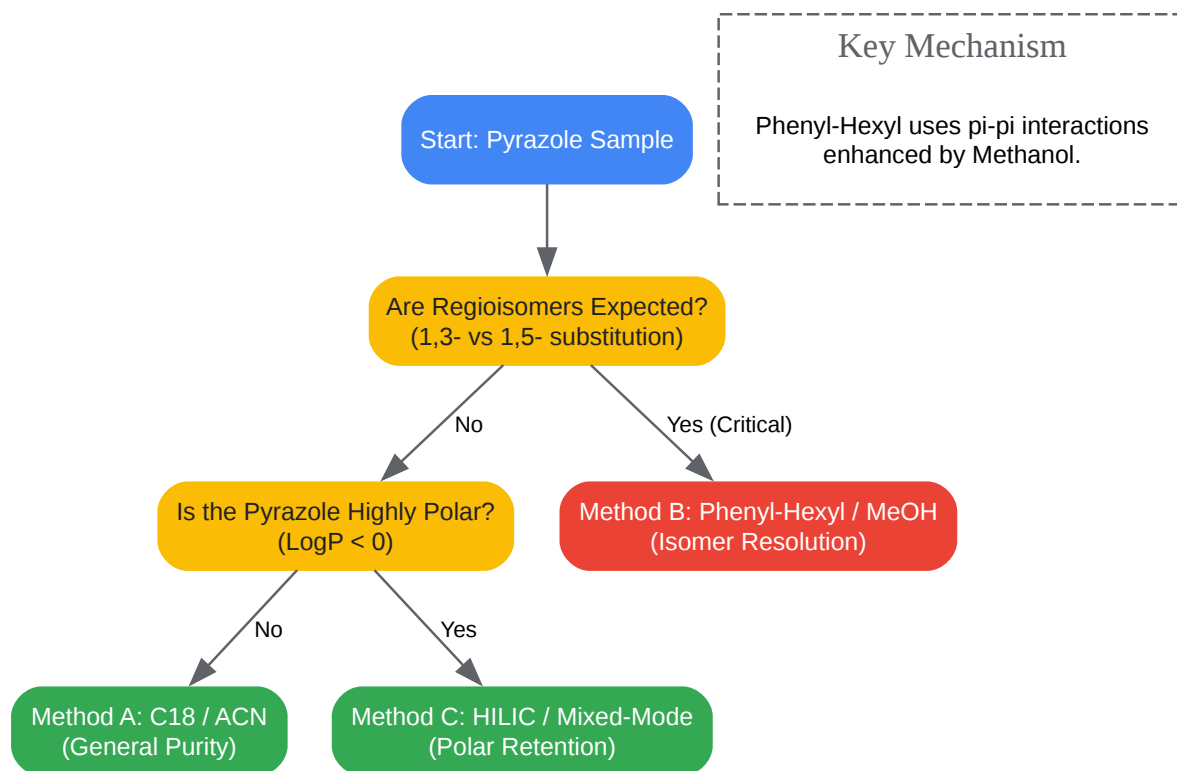 Key Mechanism
Phenyl-Hexyl uses pi-pi interactions
enhanced by Methanol.
Start: Pyrazole Sample
Are Regioisomers Expected?
(1,3- vs 1,5- substitution)
No
Yes (Critical)
Is the Pyrazole Highly Polar?
(LogP < 0)
Method B: Phenyl-Hexyl / MeOH
(Isomer Resolution)
No
Yes
Method A: C18 / ACN
(General Purity)
Method C: HILIC / Mixed-Mode
(Polar Retention)